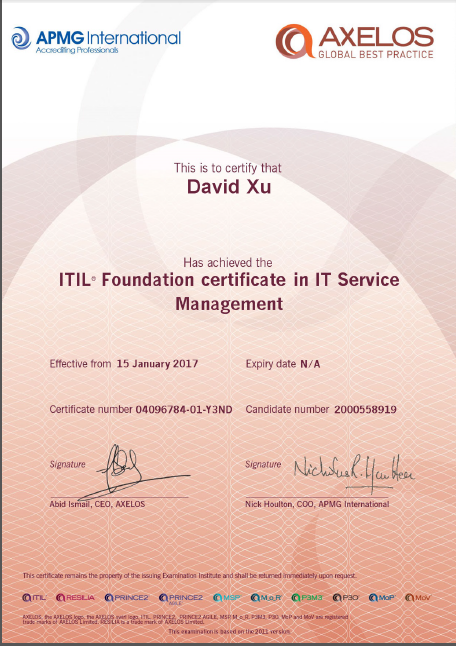 APMG International
Accrediting Professionals
AXELOS
GLOBAL BEST PRACTICE
This is to certify that
David Xu
Has achieved the
ITIL® Foundation certificate in IT Service
Management
Effective from 15 January 2017 Expiry date N/A
Certificate number 04096784-01-Y3ND Candidate number 2000558919
Signature Signature
Abid Ismail, CEO, AXELOS Nick Houlton, COO, APMG International
This certificate remains the property of the issuing Examination Institute and shall be returned immediately upon request.
ITIL RESILIA PRINCE2 PRINCE2 MSP M_o_R P3M3 P3O MoP MoV
AXELOS, the AXELOS logo, the AXELOS swirl logo, ITIL, PRINCE2, PRINCE2 AGILE, MSP, M_o_R, P3M3, P3O, MoP and MoV are registered
trade marks of AXELOS Limited. RESILIA is a trade mark of AXELOS Limited.
This examination is based on the 2011 version